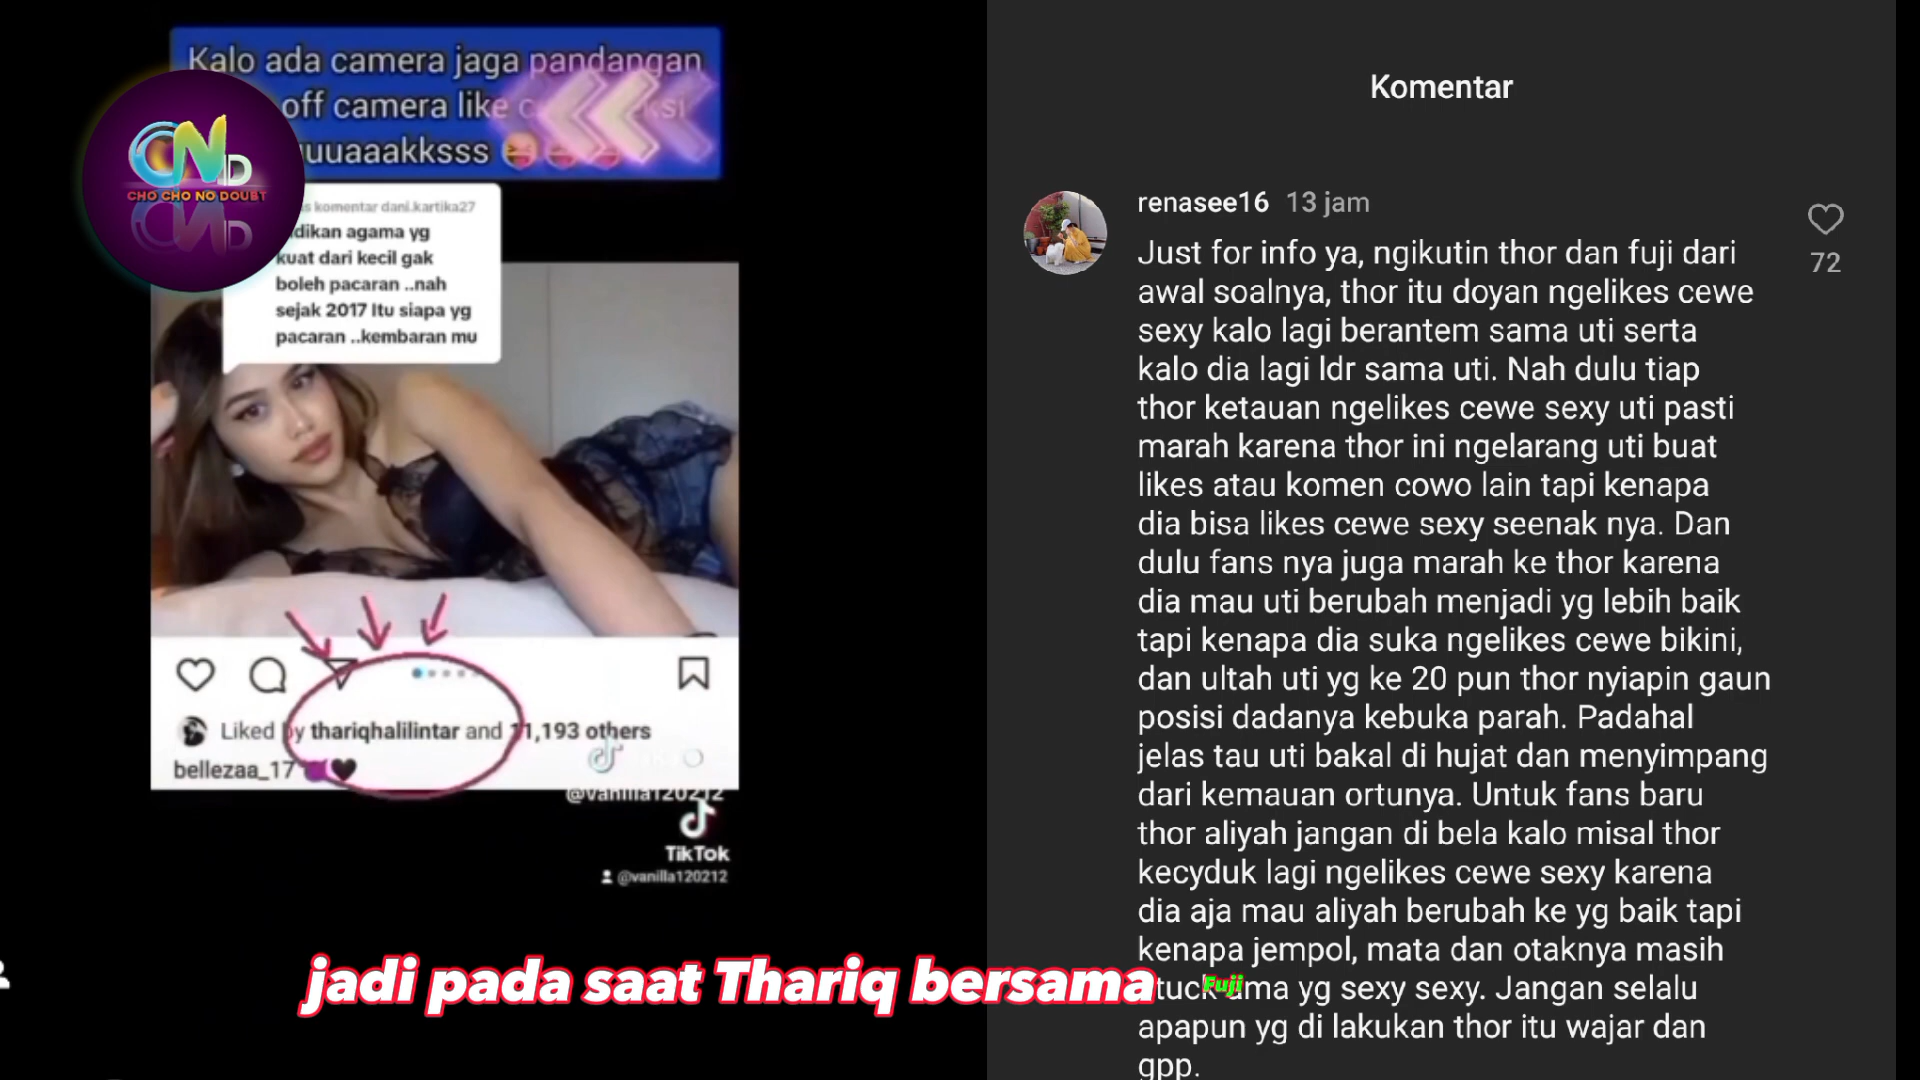 Kalo ada camera jaga pandangan
off camera like
uuuaaakksss
CND
CHO CHO NO DOUBT
komentar dani.kartika27
dikan agama yg
kuat dari kecil gak
boleh pacaran ..nah
sejak 2017 Itu siapa yg
pacaran ..kembaran mu
Liked by thariqhalilintar and 11,193 others
bellezaa_17
@vanilla120212
TikTok
@vanilla120212
Komentar
renasee16 13 jam
72
Just for info ya, ngikutin thor dan fuji dari
awal soalnya, thor itu doyan ngelikes cewe
sexy kalo lagi berantem sama uti serta
kalo dia lagi ldr sama uti. Nah dulu tiap
thor ketauan ngelikes cewe sexy uti pasti
marah karena thor ini ngelarang uti buat
likes atau komen cowo lain tapi kenapa
dia bisa likes cewe sexy seenak nya. Dan
dulu fans nya juga marah ke thor karena
dia mau uti berubah menjadi yg lebih baik
tapi kenapa dia suka ngelikes cewe bikini,
dan ultah uti yg ke 20 pun thor nyiapin gaun
posisi dadanya kebuka parah. Padahal
jelas tau uti bakal di hujat dan menyimpang
dari kemauan ortunya. Untuk fans baru
thor aliyah jangan di bela kalo misal thor
kecyduk lagi ngelikes cewe sexy karena
dia aja mau aliyah berubah ke yg baik tapi
kenapa jempol, mata dan otaknya masih
tuck ama yg sexy sexy. Jangan selalu
apapun yg di lakukan thor itu wajar dan
gpp.
jadi pada saat Thariq bersama Fuji